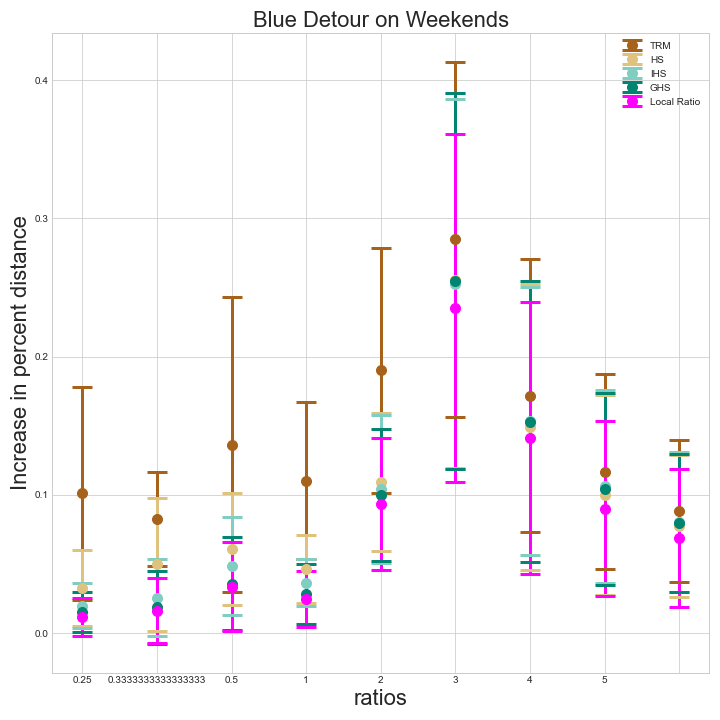 Blue Detour on Weekends
TRM
HS
IHS
GHS
Local Ratio
Increase in percent distance
0.4
0.3
0.2
0.1
0.0
0.25 0.3333333333333333 0.5 1 2 3 4 5
ratios